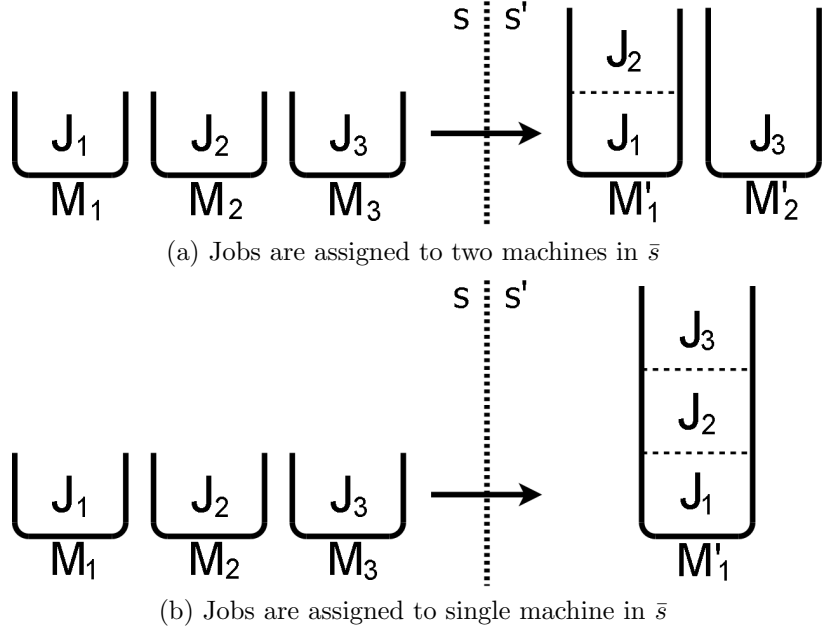 S S'
J₂
J₁ J₂ J₃ J₁ J₃
M₁ M₂ M₃ M'₁ M'₂
(a) Jobs are assigned to two machines in s̄
S S'
J₃
J₂
J₁ J₂ J₃ J₁
M₁ M₂ M₃ M'₁
(b) Jobs are assigned to single machine in s̄